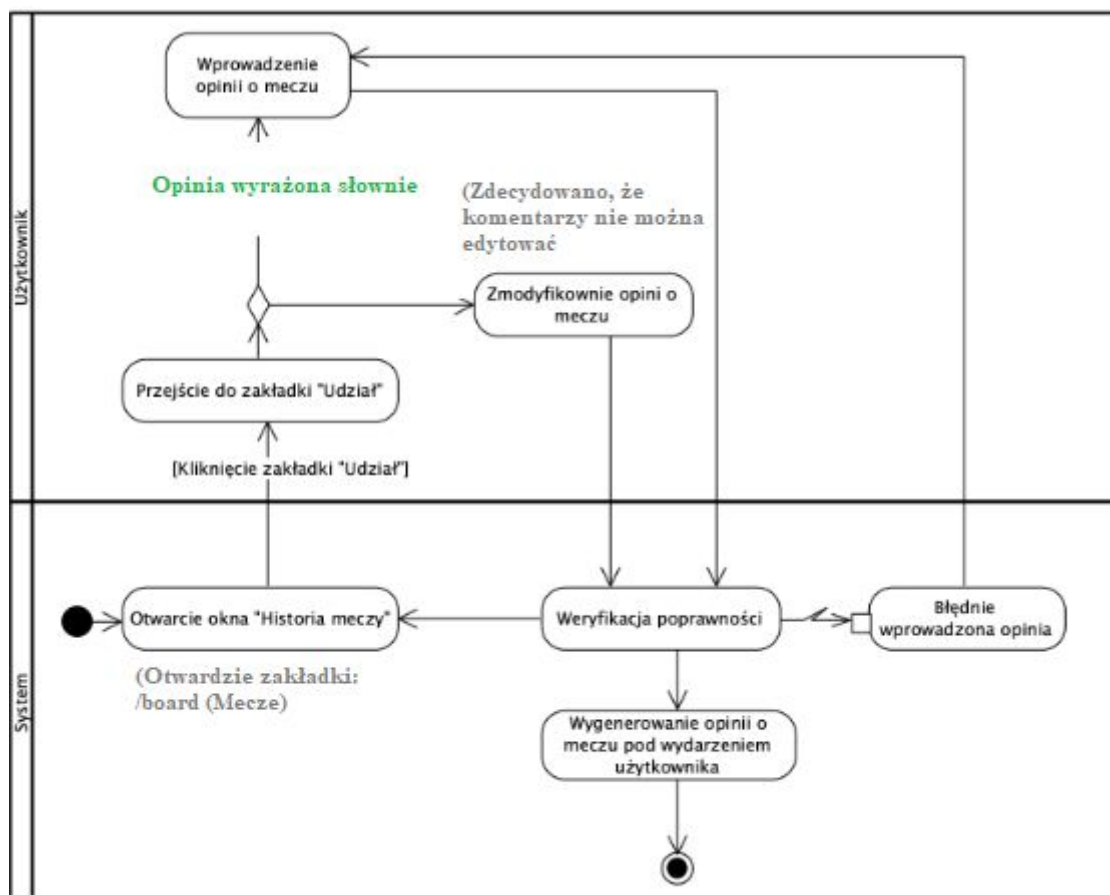 Użytkownik
Wprowadzenie
opinii o meczu
Opinia wyrażona słownie
(Zdecydowano, że
komentarzy nie można
edytować
Zmodyfikownie opini o
meczu
Przejście do zakładki "Udział"
[Kliknięcie zakładki "Udział"]
System
Otwarcie okna "Historia meczy"
(Otwardzie zakładki:
/board (Mecze)
Weryfikacja poprawności
Błędnie
wprowadzona opinia
Wygenerowanie opinii o
meczu pod wydarzeniem
użytkownika